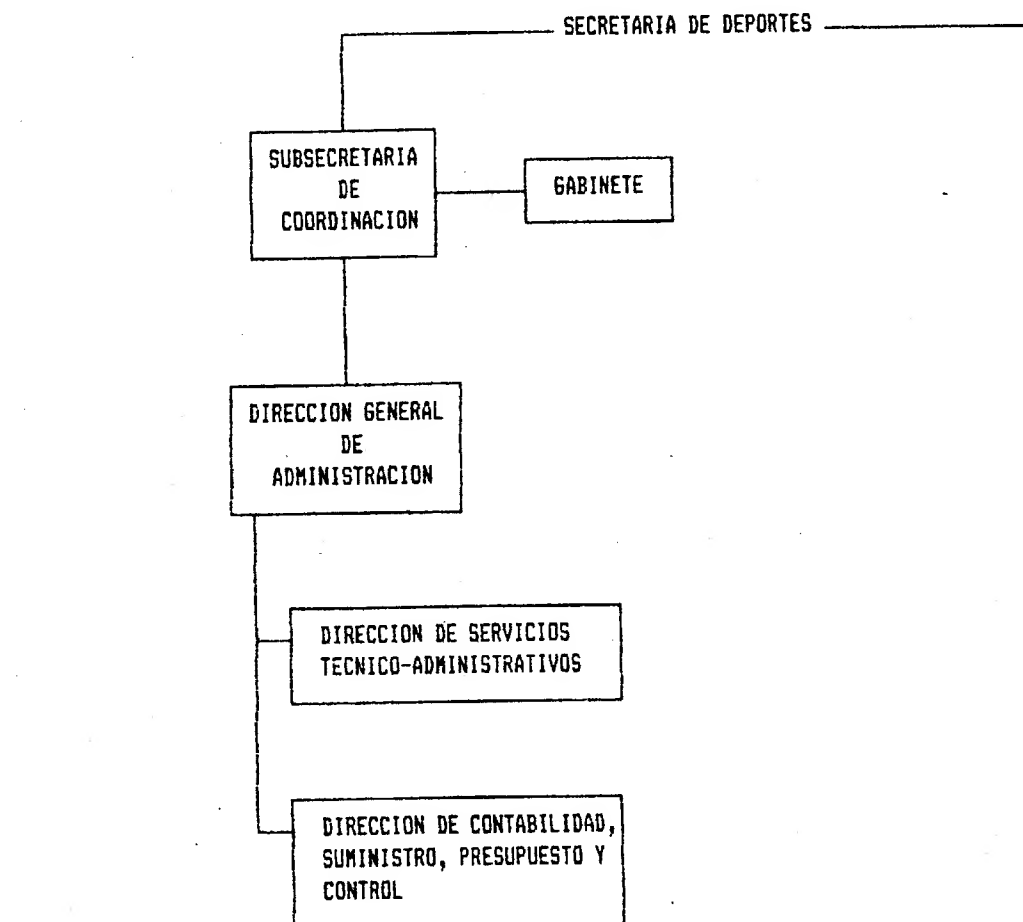 SECRETARIA DE DEPORTES
SUBSECRETARIA
DE
COORDINACION
GABINETE
DIRECCION GENERAL
DE
ADMINISTRACION
DIRECCION DE SERVICIOS
TECNICO-ADMINISTRATIVOS
DIRECCION DE CONTABILIDAD,
SUMINISTRO, PRESUPUESTO Y
CONTROL